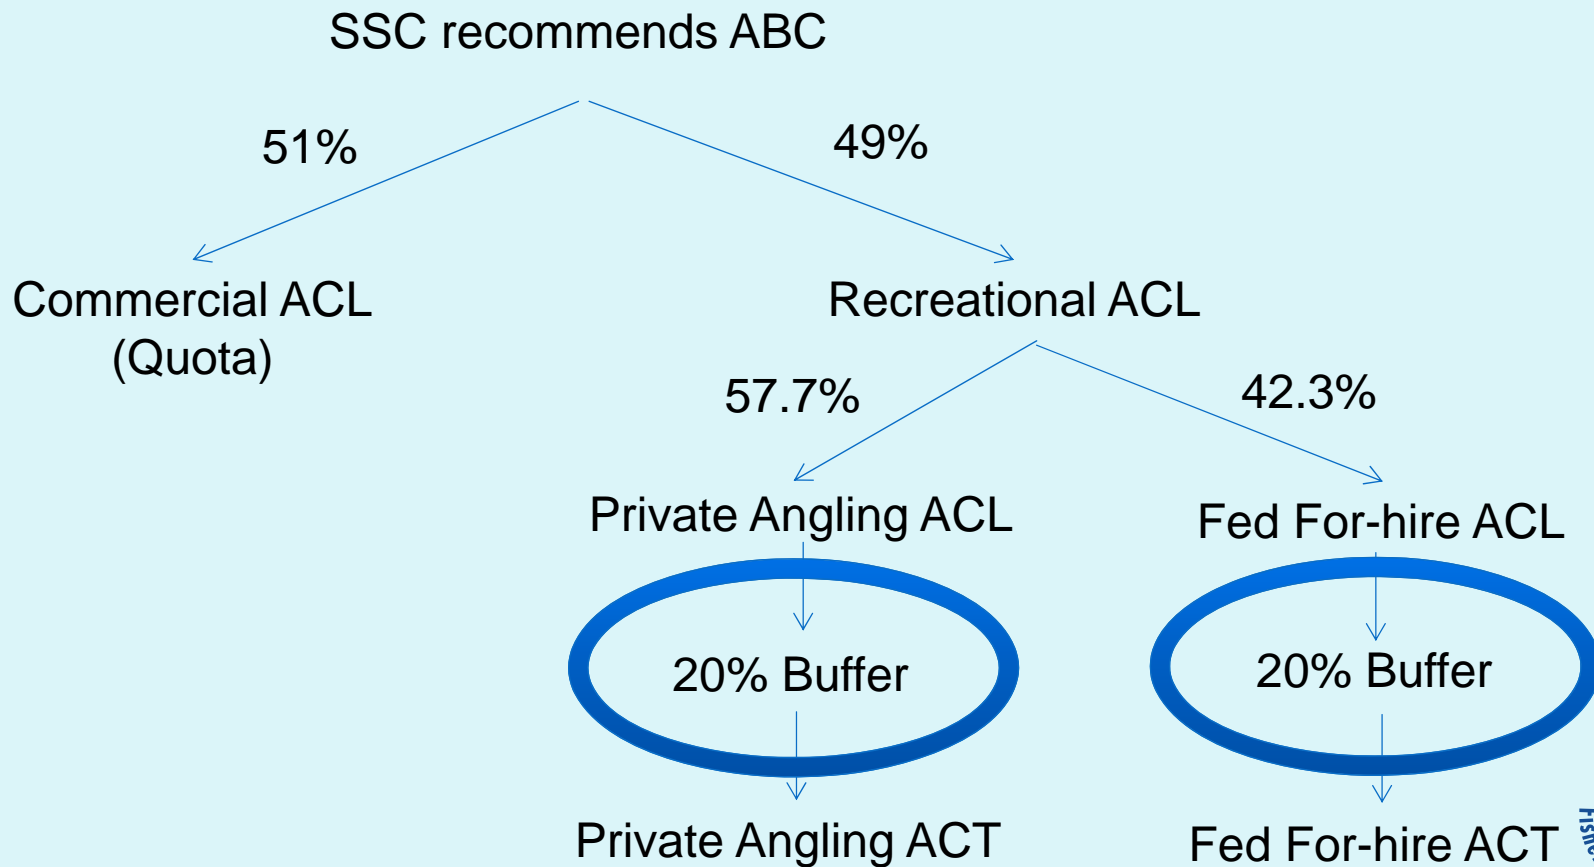 SSC recommends ABC
51%
49%
Commercial ACL
(Quota)
Recreational ACL
57.7%
42.3%
Private Angling ACL
Fed For-hire ACL
20% Buffer
20% Buffer
Private Angling ACT
Fed For-hire ACT